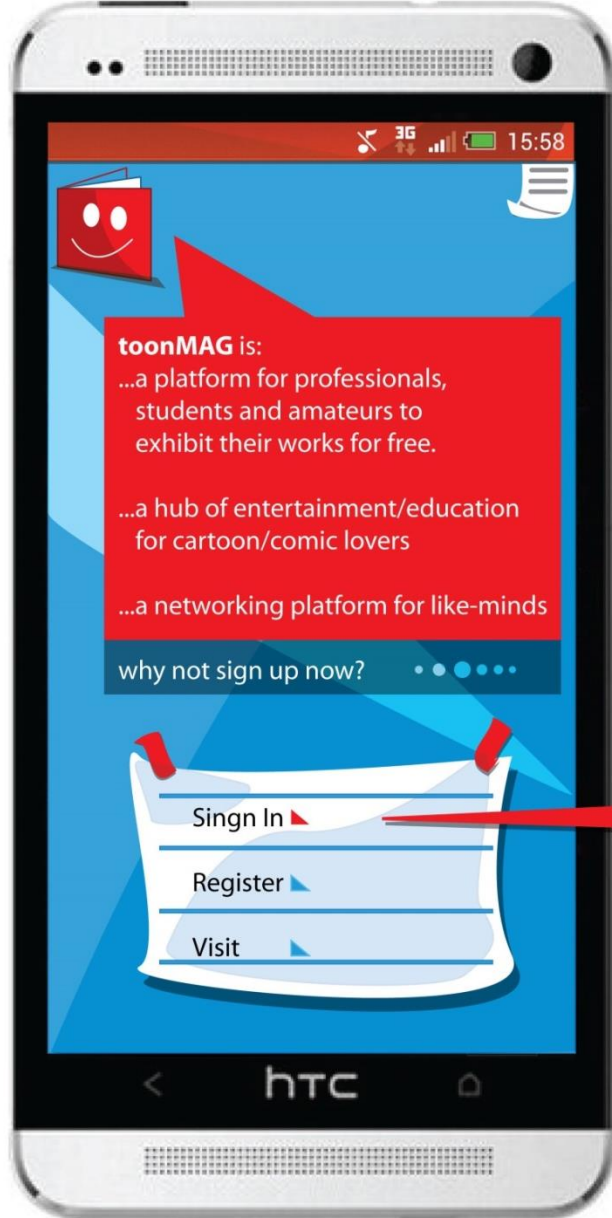 3G
15:58
toonMAG is:
...a platform for professionals,
students and amateurs to
exhibit their works for free.
...a hub of entertainment/education
for cartoon/comic lovers
...a networking platform for like-minds
why not sign up now?
Singn In
Register
Visit
hTC